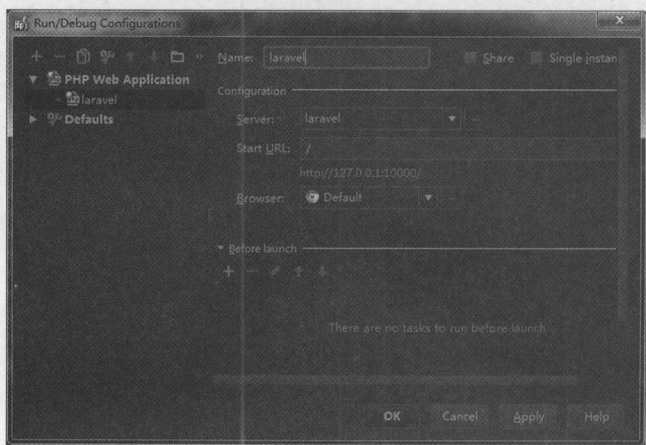 Run/Debug Configurations
Name: laravel
Share
Single instan
PHP Web Application
laravel
Defaults
Configuration
Server: laravel
Start URL: /
http://127.0.0.1:10000/
Browser: Default
Before launch
There are no tasks to run before launch
OK
Cancel
Apply
Help